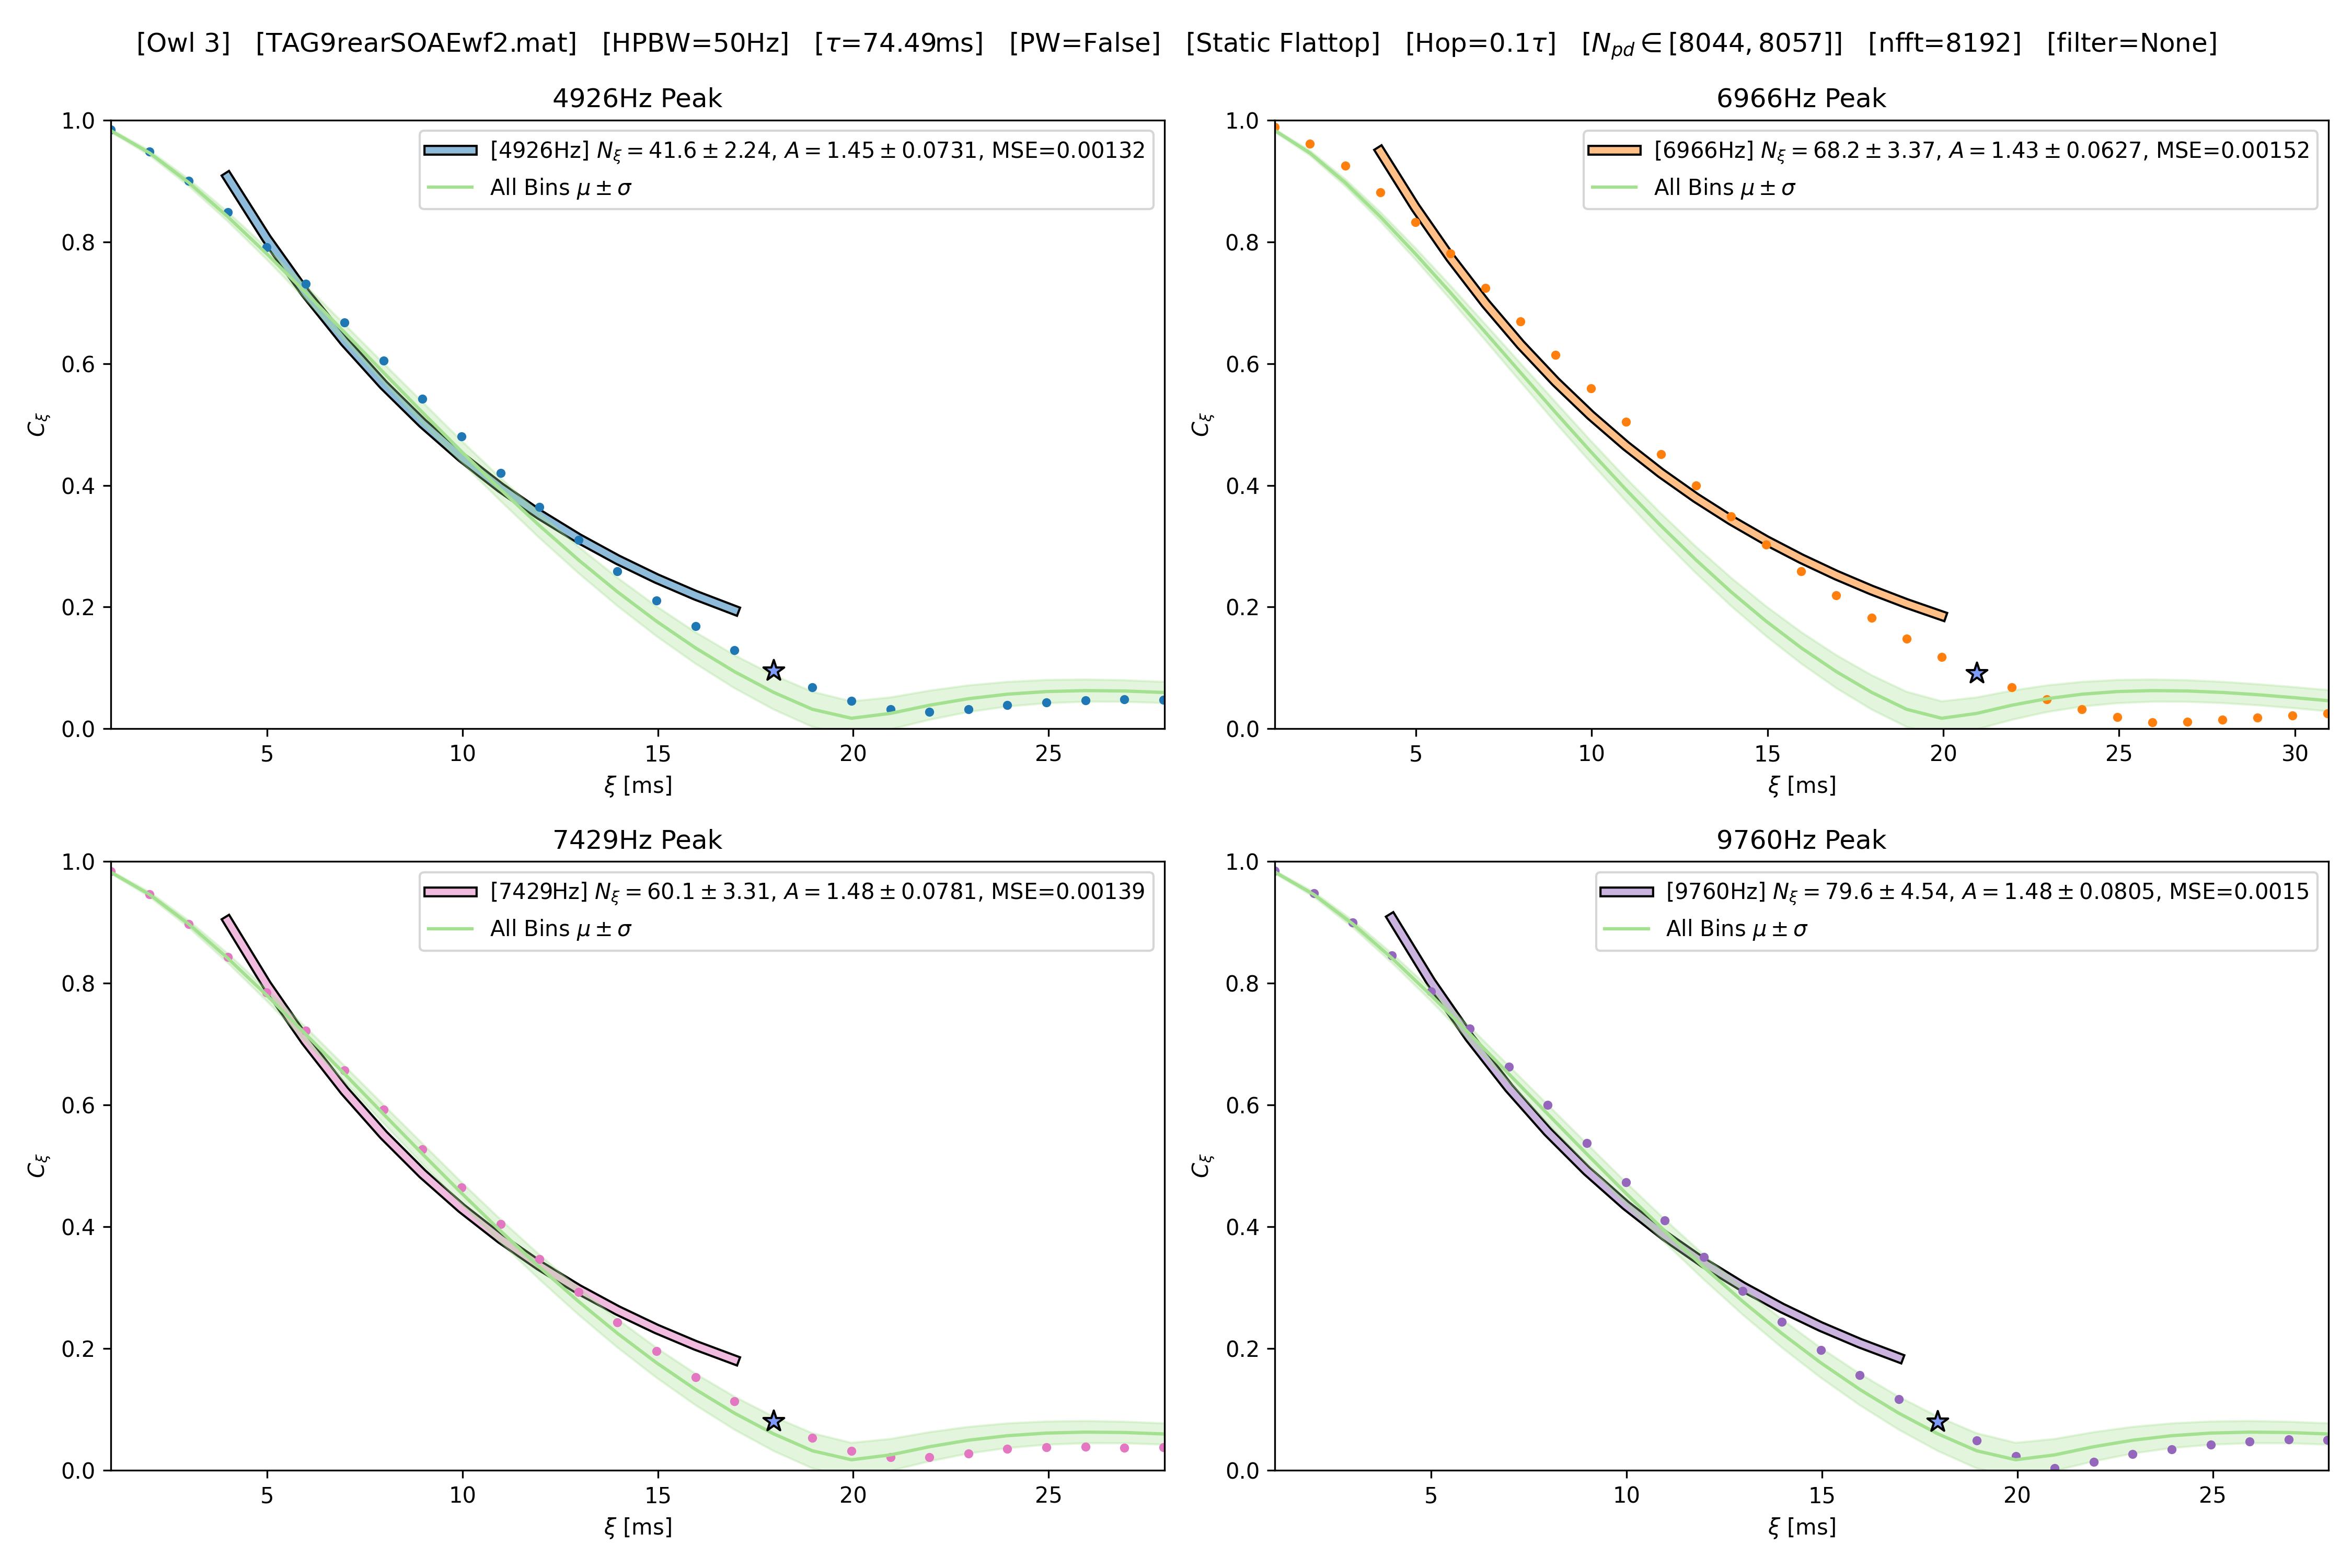 [Owl 3] [TAG9rearSOAEwf2.mat] [HPBW=50Hz] [τ=74.49ms] [PW=False] [Static Flattop] [Hop=0.1τ] [N_pd ∈ [8044, 8057]] [nfft=8192] [filter=None]
4926Hz Peak
[4926Hz] N_ξ = 41.6 ± 2.24, A = 1.45 ± 0.0731, MSE=0.00132
All Bins μ ± σ
1.0
0.8
0.6
0.4
0.2
0.0
C_ξ
5 10 15 20 25
ξ [ms]
6966Hz Peak
[6966Hz] N_ξ = 68.2 ± 3.37, A = 1.43 ± 0.0627, MSE=0.00152
All Bins μ ± σ
1.0
0.8
0.6
0.4
0.2
0.0
C_ξ
5 10 15 20 25 30
ξ [ms]
7429Hz Peak
[7429Hz] N_ξ = 60.1 ± 3.31, A = 1.48 ± 0.0781, MSE=0.00139
All Bins μ ± σ
1.0
0.8
0.6
0.4
0.2
0.0
C_ξ
5 10 15 20 25
ξ [ms]
9760Hz Peak
[9760Hz] N_ξ = 79.6 ± 4.54, A = 1.48 ± 0.0805, MSE=0.0015
All Bins μ ± σ
1.0
0.8
0.6
0.4
0.2
0.0
C_ξ
5 10 15 20 25
ξ [ms]